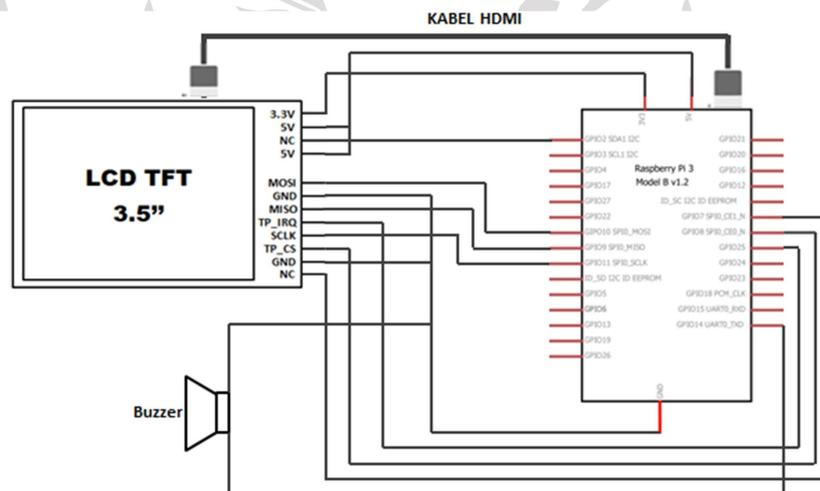 KABEL HDMI
LCD TFT
3.5”
3.3V
5V
NC
5V
MOSI
GND
MISO
TP_IRQ
SCLK
TP_CS
GND
NC
Buzzer
3V3
5V
Raspberry Pi 3
Model B v1.2
GPIO2 SDA1 I2C
GPIO3 SCL1 I2C
GPIO4
GPIO17
GPIO27
GPIO22
GPIO10 SPI0_MOSI
GPIO9 SPI0_MISO
GPIO11 SPI0_SCLK
ID_SD I2C ID EEPROM
GPIO5
GPIO6
GPIO13
GPIO19
GPIO26
GPIO21
GPIO20
GPIO16
GPIO12
ID_SC I2C ID EEPROM
GPIO7 SPI0_CE1_N
GPIO8 SPI0_CE0_N
GPIO25
GPIO24
GPIO23
GPIO18 PCM_CLK
GPIO15 UART0_RXD
GPIO14 UART0_TXD
GND